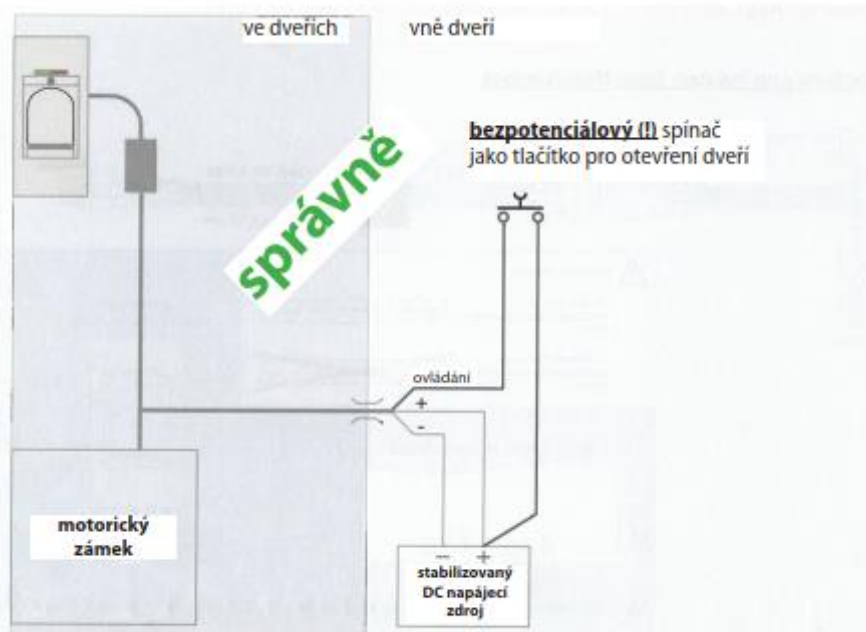 ve dveřích
vně dveří
správně
bezpotenciálový (!) spínač
jako tlačítko pro otevření dveří
ovládání
+
-
motorický
zámek
— +
stabilizovaný
DC napájecí
zdroj